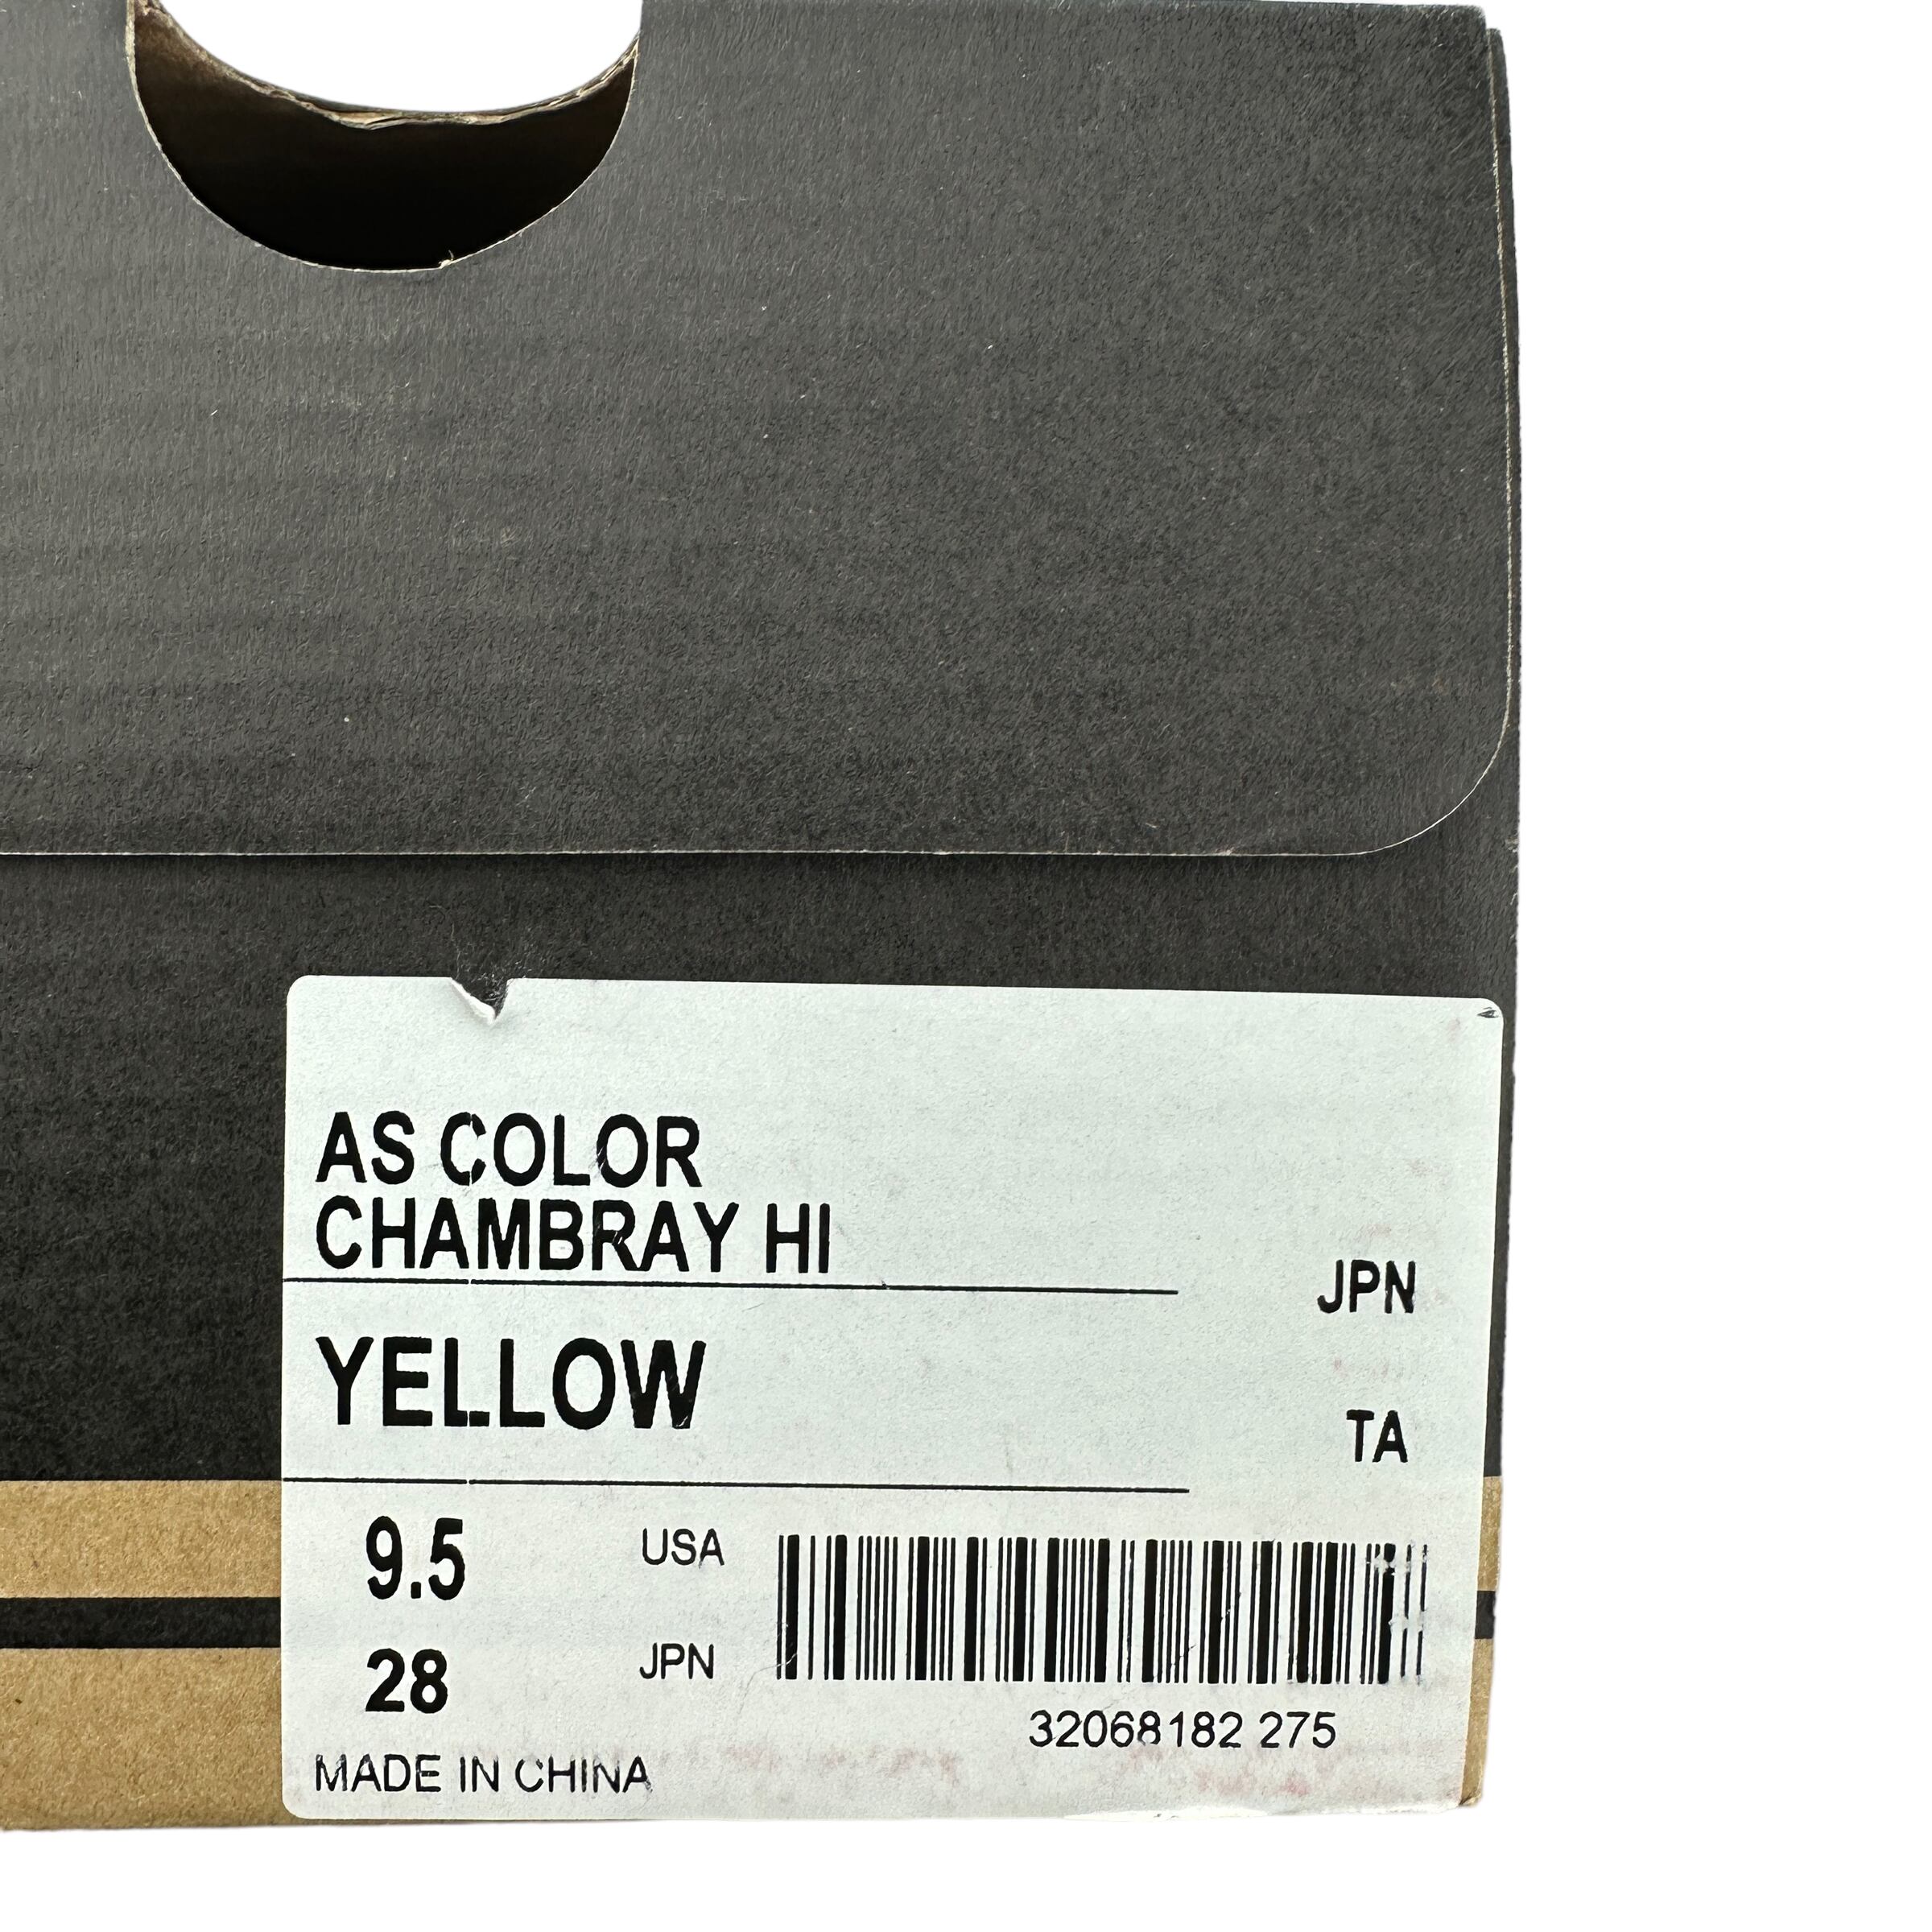 AS COLOR
CHAMBRAY HI
JPN
YELLOW
TA
9.5 USA
28 JPN
32068182 275
MADE IN CHINA